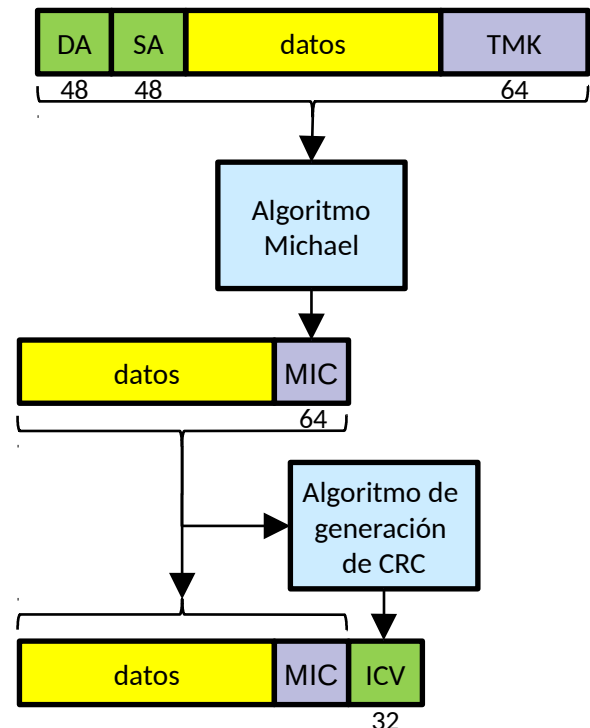 DA SA datos TMK
48 48 64
Algoritmo
Michael
datos MIC
64
Algoritmo de
generación
de CRC
datos MIC ICV
32